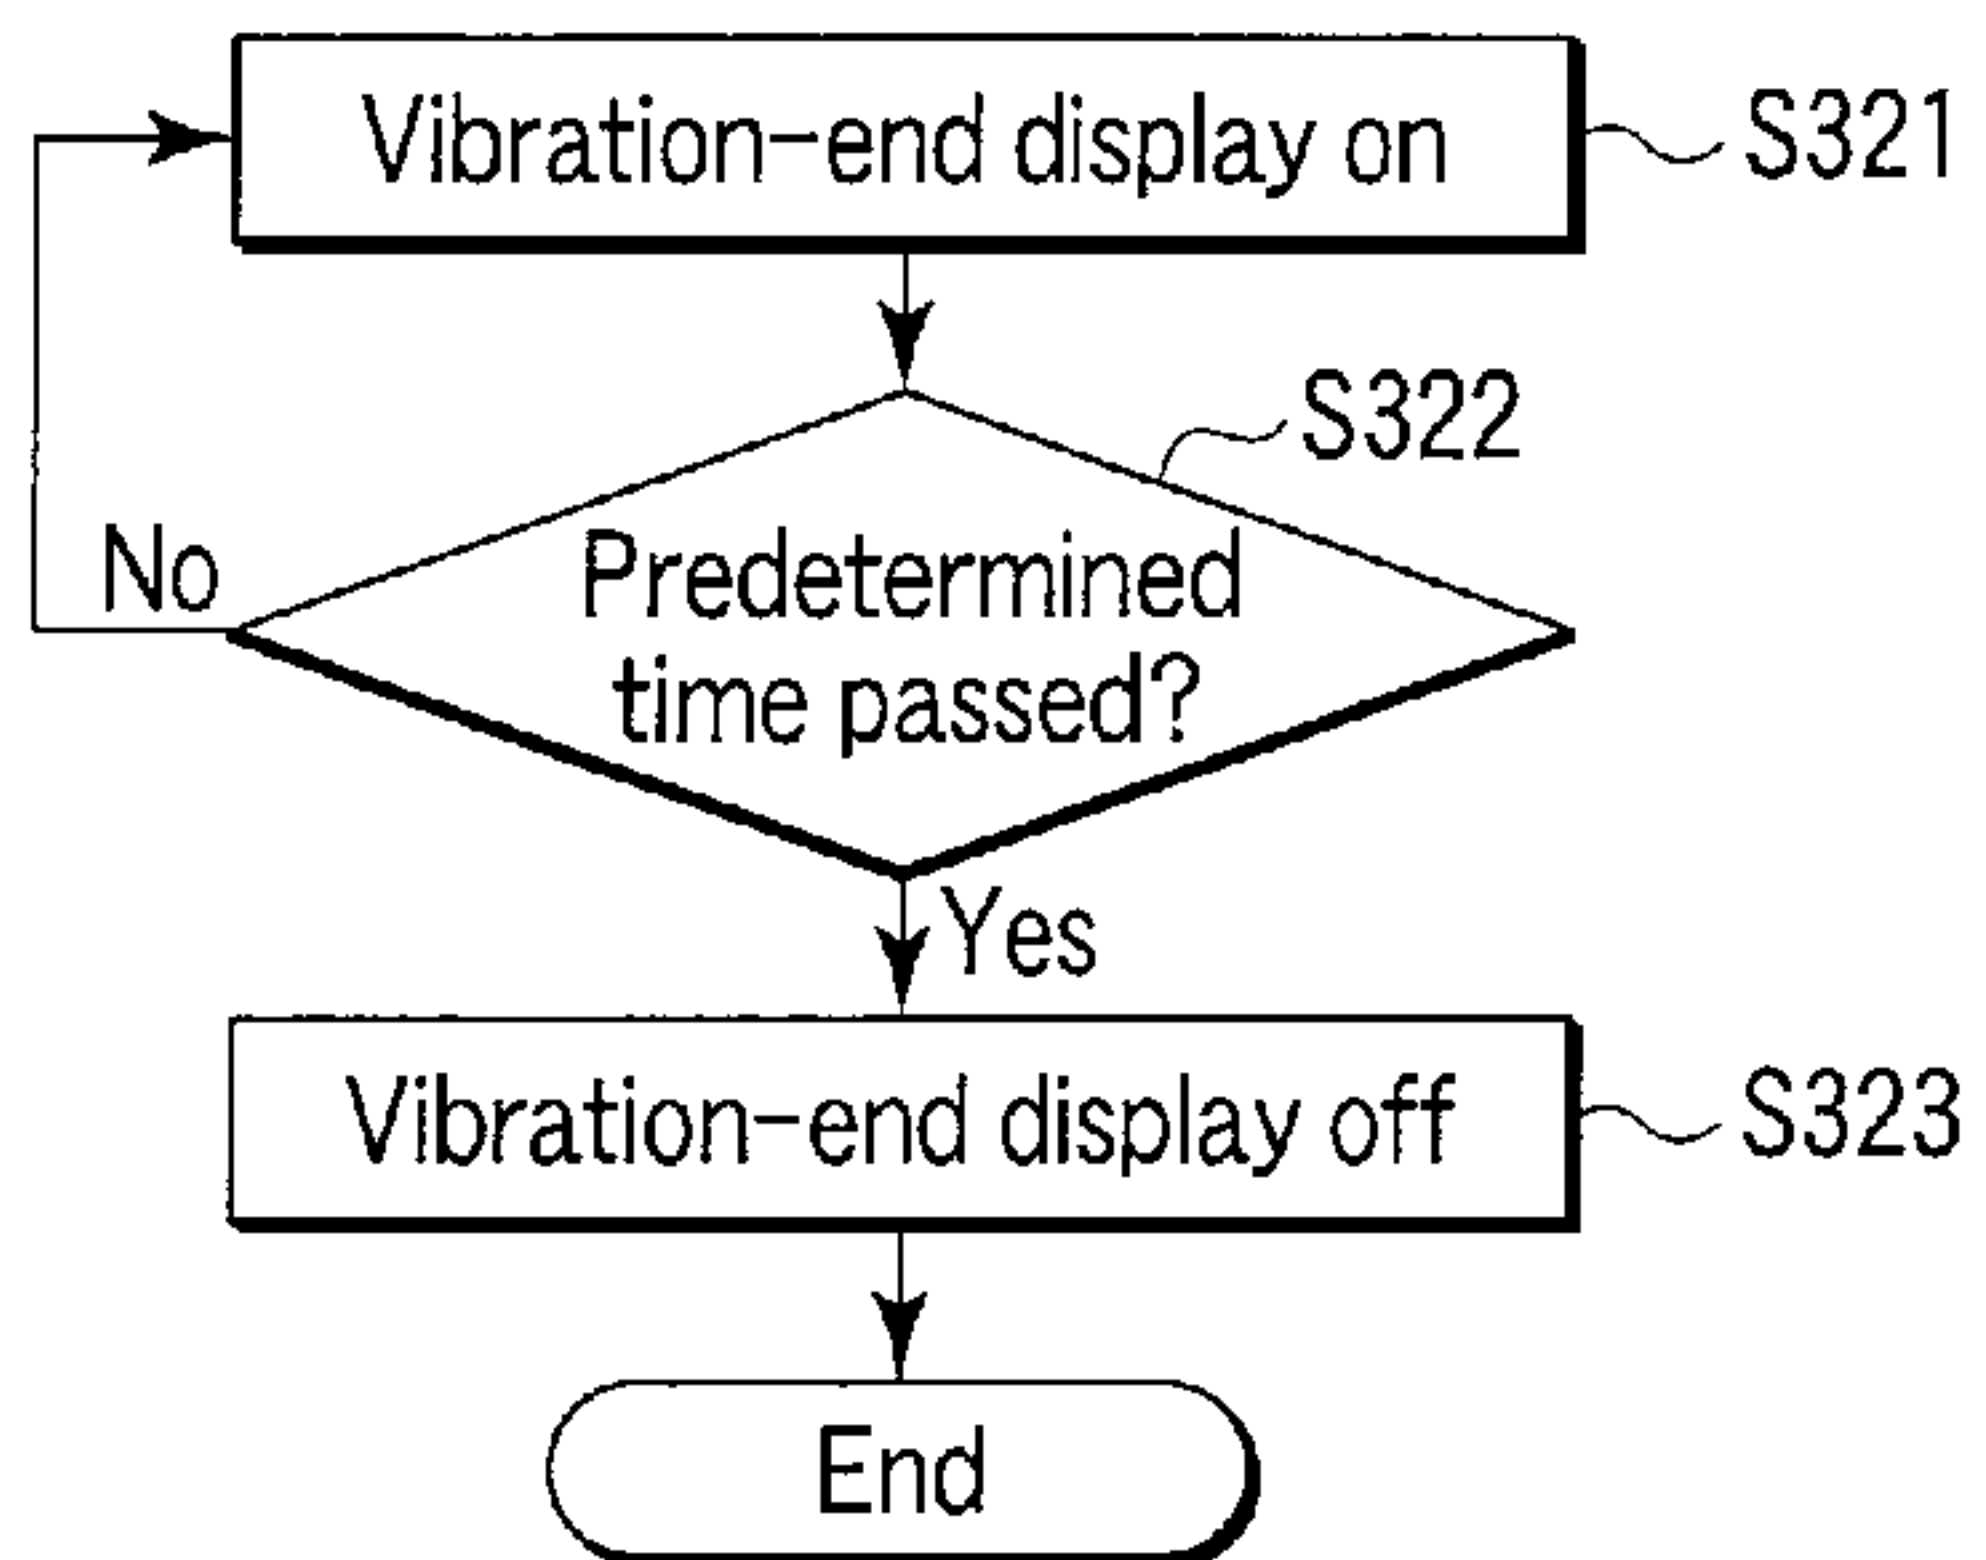 Vibration-end display on
S321
S322
Predetermined
time passed?
No
Yes
Vibration-end display off
S323
End